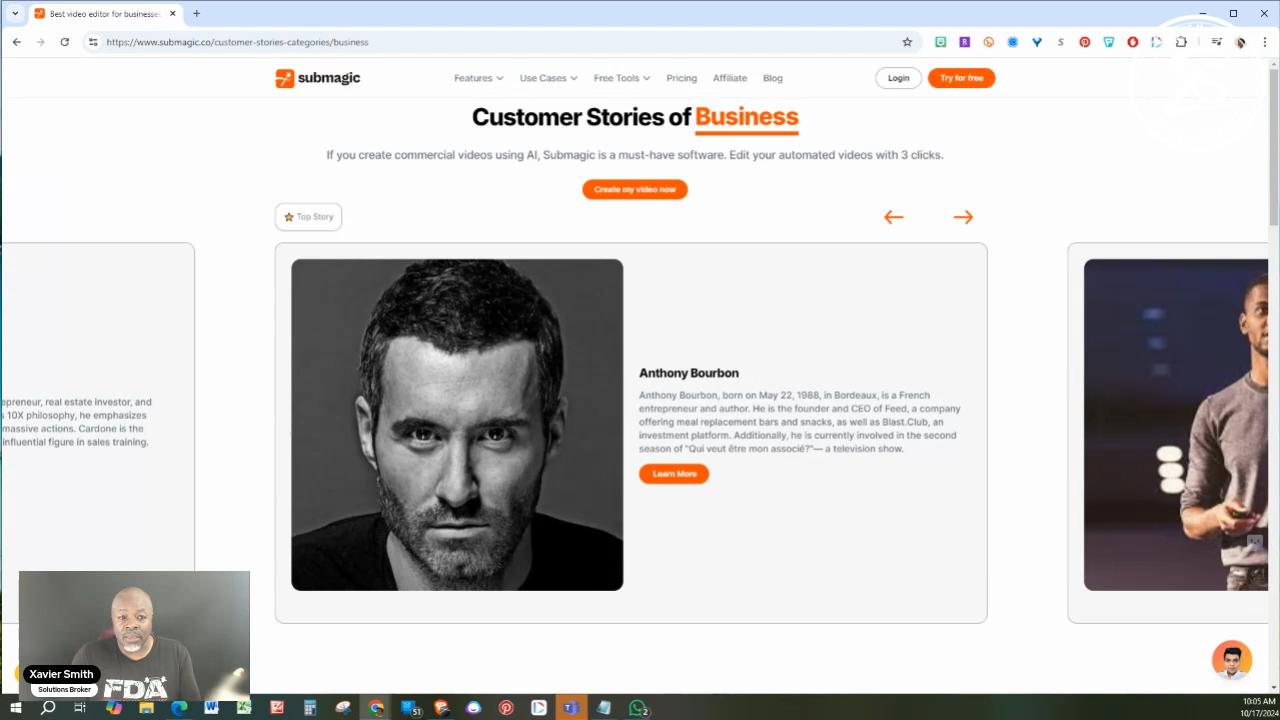 Best video editor for businesse
https://www.submagic.co/customer-stories-categories/business
submagic
Features
Use Cases
Free Tools
Pricing
Affiliate
Blog
Login
Try for free
Customer Stories of Business
If you create commercial videos using AI, Submagic is a must-have software. Edit your automated videos with 3 clicks.
Create my video now
Top Story
epreneur, real estate investor, and
s 10X philosophy, he emphasizes
massive actions. Cardone is the
influential figure in sales training.
Anthony Bourbon
Anthony Bourbon, born on May 22, 1988, in Bordeaux, is a French
entrepreneur and author. He is the founder and CEO of Feed, a company
offering meal replacement bars and snacks, as well as Blast.Club, an
investment platform. Additionally, he is currently involved in the second
season of "Qui veut être mon associé?"— a television show.
Learn More
Xavier Smith
Solutions Broker
FDA
51
2
10:05 AM
10/17/2024